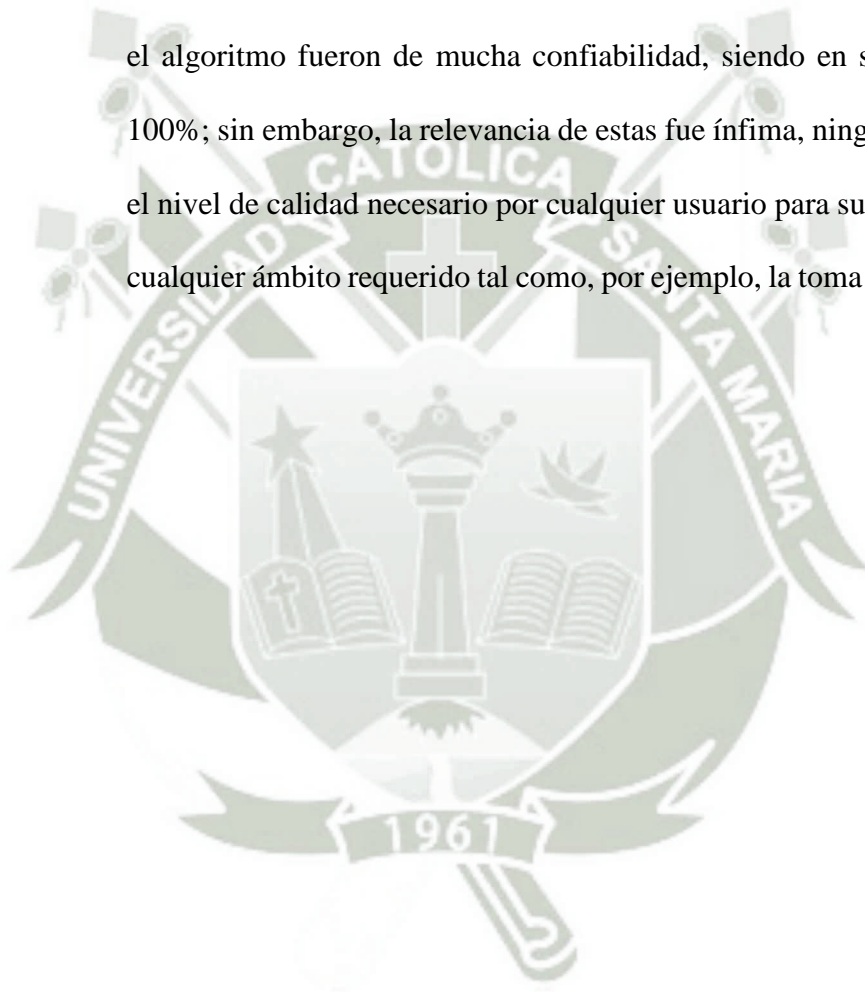 el algoritmo fueron de mucha confiabilidad, siendo en
100%; sin embargo, la relevancia de estas fue ínfima,
el nivel de calidad necesario por cualquier usuario para su
cualquier ámbito requerido tal como, por ejemplo, la toma
UNIVERSIDAD CATOLICA SANTA MARIA
1961